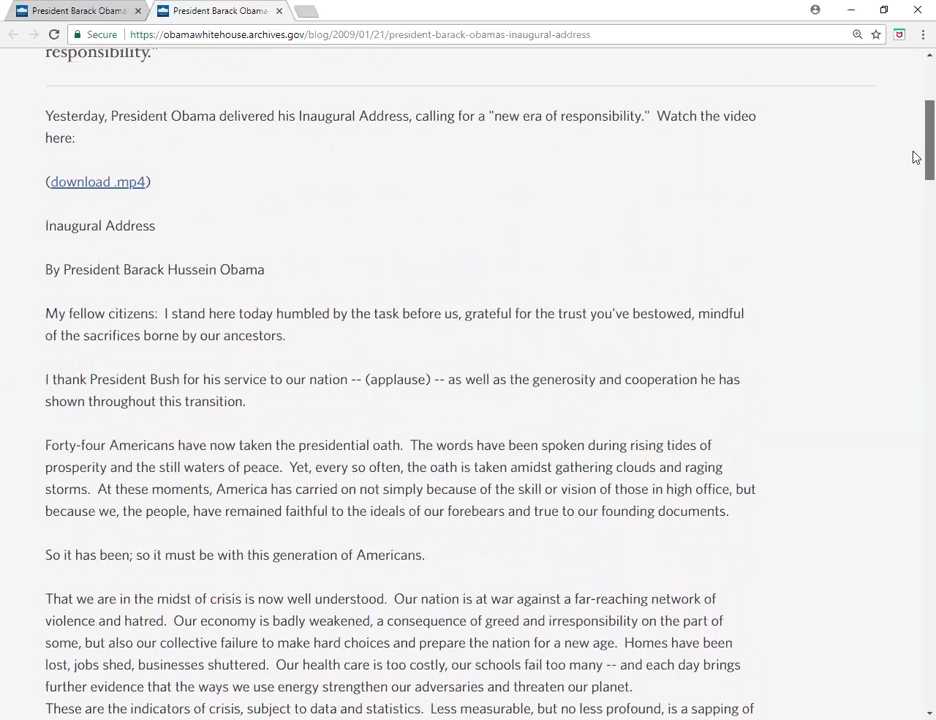 President Barack Obama
President Barack Obama
Secure
https://obamawhitehouse.archives.gov/blog/2009/01/21/president-barack-obamas-inaugural-address
responsibility."
Yesterday, President Obama delivered his Inaugural Address, calling for a "new era of responsibility."  Watch the video
here:
(download .mp4)
Inaugural Address
By President Barack Hussein Obama
My fellow citizens:  I stand here today humbled by the task before us, grateful for the trust you've bestowed, mindful
of the sacrifices borne by our ancestors.
I thank President Bush for his service to our nation -- (applause) -- as well as the generosity and cooperation he has
shown throughout this transition.
Forty-four Americans have now taken the presidential oath.  The words have been spoken during rising tides of
prosperity and the still waters of peace.  Yet, every so often, the oath is taken amidst gathering clouds and raging
storms.  At these moments, America has carried on not simply because of the skill or vision of those in high office, but
because we, the people, have remained faithful to the ideals of our forebears and true to our founding documents.
So it has been; so it must be with this generation of Americans.
That we are in the midst of crisis is now well understood.  Our nation is at war against a far-reaching network of
violence and hatred.  Our economy is badly weakened, a consequence of greed and irresponsibility on the part of
some, but also our collective failure to make hard choices and prepare the nation for a new age.  Homes have been
lost, jobs shed, businesses shuttered.  Our health care is too costly, our schools fail too many -- and each day brings
further evidence that the ways we use energy strengthen our adversaries and threaten our planet.
These are the indicators of crisis, subject to data and statistics.  Less measurable, but no less profound, is a sapping of